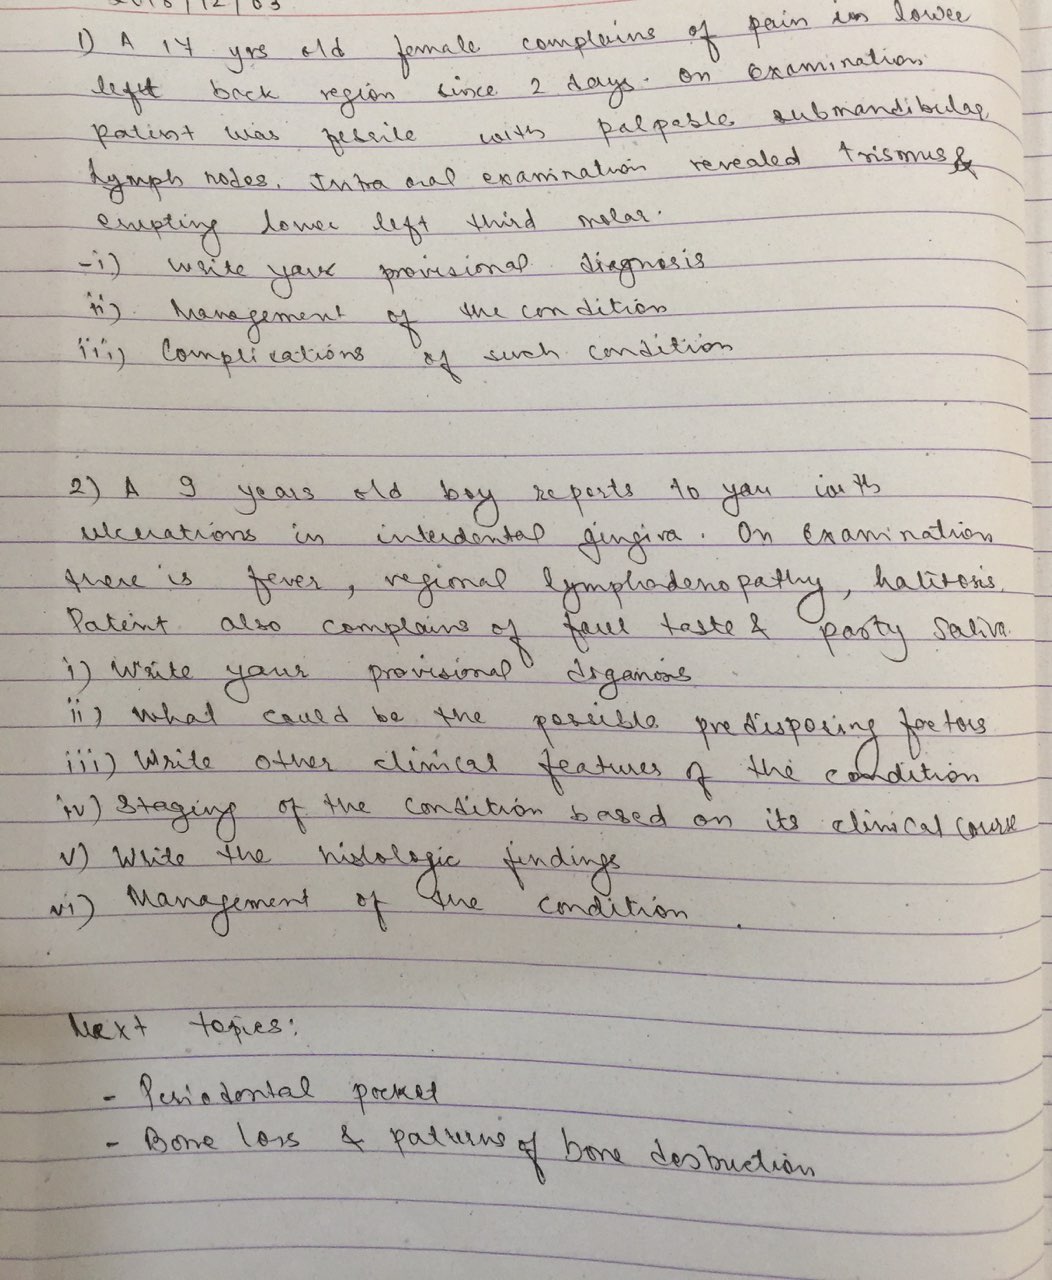 2018/12/03
1) A 17 yrs old female complains of pain in lower
left back region since 2 days. On examination
patient was febrile with palpable submandibular
lymph nodes. Intra oral examination revealed trismus &
erupting lower left third molar.
-i) Write your provisional diagnosis
ii) Management of the condition
iii) Complications of such condition
2) A 9 years old boy reports to you with
ulcerations in interdental gingiva. On examination
there is fever, regional lymphadenopathy, halitosis.
Patient also complains of foul taste & pasty saliva.
i) Write your provisional diganois
ii) What could be the possible predisposing factors
iii) Write other clinical features of the condition
iv) Staging of the condition based on its clinical course
v) Write the histologic findings
vi) Management of the condition.
Next topics:
- Periodontal pocket
- Bone loss & patterns of bone destruction